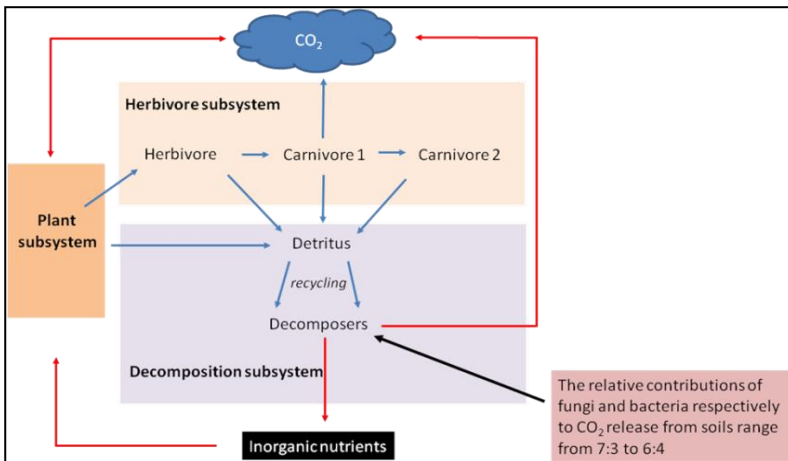 CO₂
Herbivore subsystem
Herbivore
Carnivore 1
Carnivore 2
Plant
subsystem
Detritus
recycling
Decomposers
Decomposition subsystem
The relative contributions of
fungi and bacteria respectively
to CO₂ release from soils range
from 7:3 to 6:4
Inorganic nutrients